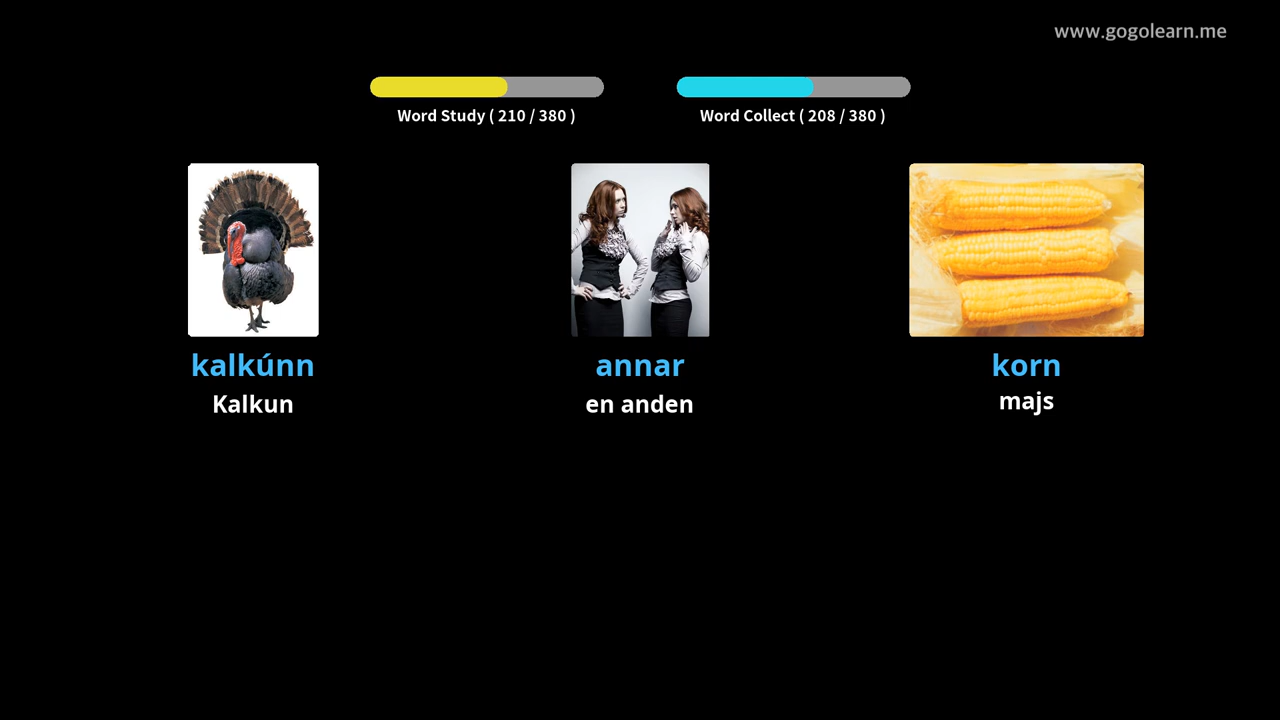 www.gogolearn.me
Word Study ( 210 / 380 )
Word Collect ( 208 / 380 )
kalkúnn
annar
korn
Kalkun
en anden
majs